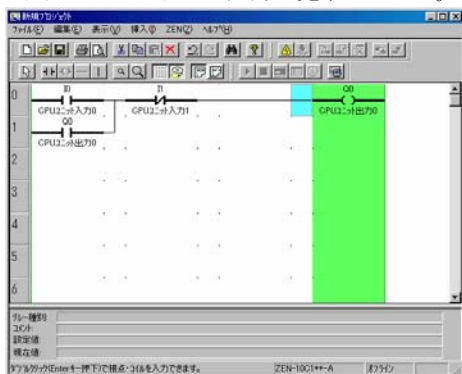 新規プロジェクト
ファイル(F) 編集(E) 表示(V) 挿入(I) ZEN(Z) ヘルプ(H)
0
I0
I1
Q0
CPUユニット入力0
CPUユニット入力1
CPUユニット出力0
1
Q0
CPUユニット出力0
2
3
4
5
6
リレー種別
コメント
設定値
現在値
ダブルクリック(Enterキー押下)で接点・コイルを入力できます。
ZEN-10C1**-A
オフライン